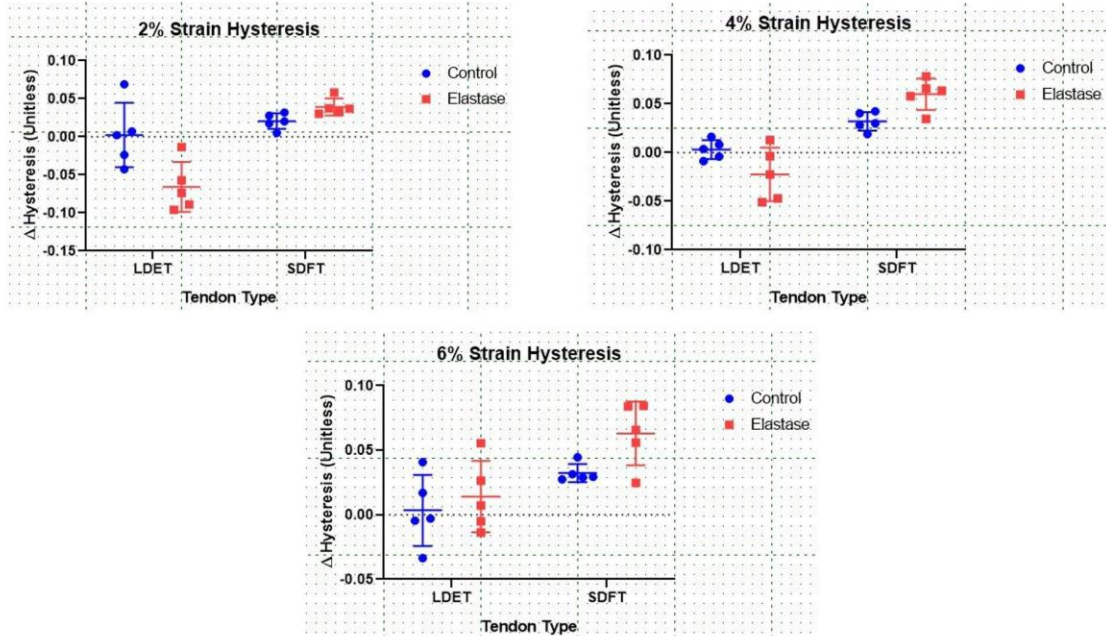 2% Strain Hysteresis
0.10
0.05
0.00
-0.05
-0.10
-0.15
Δ Hysteresis (Unitless)
LDET SDFT
Tendon Type
Control
Elastase
4% Strain Hysteresis
0.10
0.05
0.00
-0.05
-0.10
Δ Hysteresis (Unitless)
LDET SDFT
Tendon Type
Control
Elastase
6% Strain Hysteresis
0.10
0.05
0.00
-0.05
Δ Hysteresis (Unitless)
LDET SDFT
Tendon Type
Control
Elastase